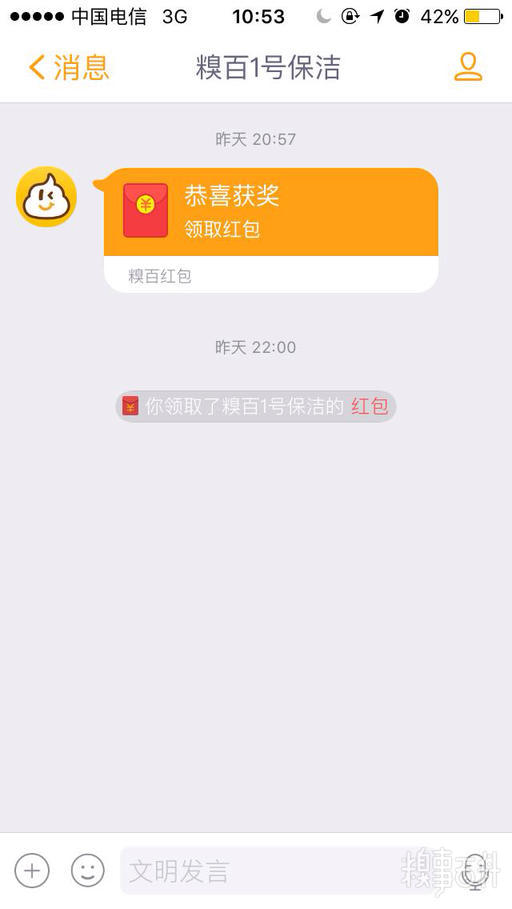 中国电信 3G 10:53 42%
消息 糗百1号保洁
昨天 20:57
恭喜获奖
领取红包
糗百红包
昨天 22:00
你领取了糗百1号保洁的 红包
文明发言
糗事百科